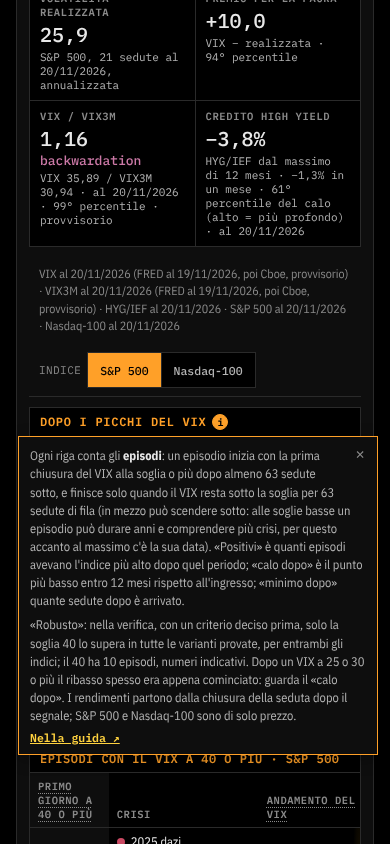 REALIZZATA
25,9
S&P 500, 21 sedute al
20/11/2026,
annualizzata
+10,0
VIX − realizzata ·
94° percentile
VIX / VIX3M
1,16
backwardation
VIX 35,89 / VIX3M
30,94 · al 20/11/2026
· 99° percentile ·
provvisorio
CREDITO HIGH YIELD
−3,8%
HYG/IEF dal massimo
di 12 mesi · −1,3% in
un mese · 61°
percentile del calo
(alto = più profondo)
· al 20/11/2026
VIX al 20/11/2026 (FRED al 19/11/2026, poi Cboe, provvisorio)
· VIX3M al 20/11/2026 (FRED al 19/11/2026, poi Cboe,
provvisorio) · HYG/IEF al 20/11/2026 · S&P 500 al 20/11/2026
· Nasdaq-100 al 20/11/2026
INDICE S&P 500 Nasdaq-100
DOPO I PICCHI DEL VIX i
Ogni riga conta gli episodi: un episodio inizia con la prima ×
chiusura del VIX alla soglia o più dopo almeno 63 sedute
sotto, e finisce solo quando il VIX resta sotto la soglia per 63
sedute di fila (in mezzo può scendere sotto: alle soglie basse un
episodio può durare anni e comprendere più crisi, per questo
accanto al massimo c'è la sua data). «Positivi» è quanti episodi
avevano l'indice più alto dopo quel periodo; «calo dopo» è il punto
più basso entro 12 mesi rispetto all'ingresso; «minimo dopo»
quante sedute dopo è arrivato.
«Robusto»: nella verifica, con un criterio deciso prima, solo la
soglia 40 lo supera in tutte le varianti provate, per entrambi gli
indici; il 40 ha 10 episodi, numeri indicativi. Dopo un VIX a 25 o 30
o più il ribasso spesso era appena cominciato: guarda il «calo
dopo». I rendimenti partono dalla chiusura della seduta dopo il
segnale; S&P 500 e Nasdaq-100 sono di solo prezzo.
Nella guida ↗
EPISODI CON IL VIX A 40 O PIÙ · S&P 500
PRIMO
GIORNO A
40 O PIÙ
CRISI
ANDAMENTO DEL
VIX
2025 dazi